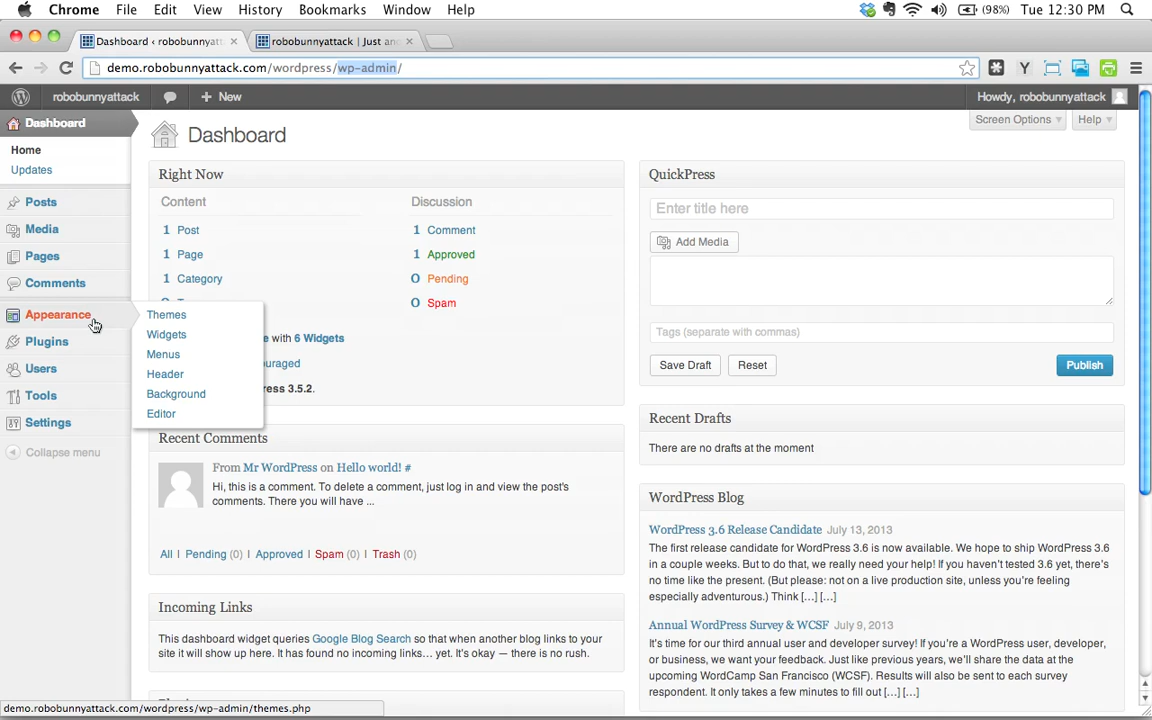 Chrome File Edit View History Bookmarks Window Help (98%) Tue 12:30 PM
Dashboard ‹ robobunnyatt
robobunnyattack | Just an
demo.robobunnyattack.com/wordpress/wp-admin/
robobunnyattack + New Howdy, robobunnyattack
Screen Options Help
Dashboard
Home
Updates
Posts
Media
Pages
Comments
Appearance
Plugins
Users
Tools
Settings
Collapse menu
Themes
Widgets
Menus
Header
Background
Editor
Dashboard
Right Now
Content Discussion
1 Post 1 Comment
1 Page 1 Approved
1 Category 0 Pending
0 Spam
with 6 Widgets
ess 3.5.2.
Recent Comments
From Mr WordPress on Hello world! #
Hi, this is a comment. To delete a comment, just log in and view the post's
comments. There you will have ...
All | Pending (0) | Approved | Spam (0) | Trash (0)
Incoming Links
This dashboard widget queries Google Blog Search so that when another blog links to your
site it will show up here. It has found no incoming links… yet. It's okay — there is no rush.
QuickPress
Enter title here
Add Media
Tags (separate with commas)
Save Draft Reset Publish
Recent Drafts
There are no drafts at the moment
WordPress Blog
WordPress 3.6 Release Candidate July 13, 2013
The first release candidate for WordPress 3.6 is now available. We hope to ship WordPress 3.6
in a couple weeks. But to do that, we really need your help! If you haven't tested 3.6 yet, there's
no time like the present. (But please: not on a live production site, unless you're feeling
especially adventurous.) Think […] […]
Annual WordPress Survey & WCSF July 9, 2013
It's time for our third annual user and developer survey! If you're a WordPress user, developer,
or business, we want your feedback. Just like previous years, we'll share the data at the
upcoming WordCamp San Francisco (WCSF). Results will also be sent to each survey
respondent. It only takes a few minutes to fill out […] […]
demo.robobunnyattack.com/wordpress/wp-admin/themes.php